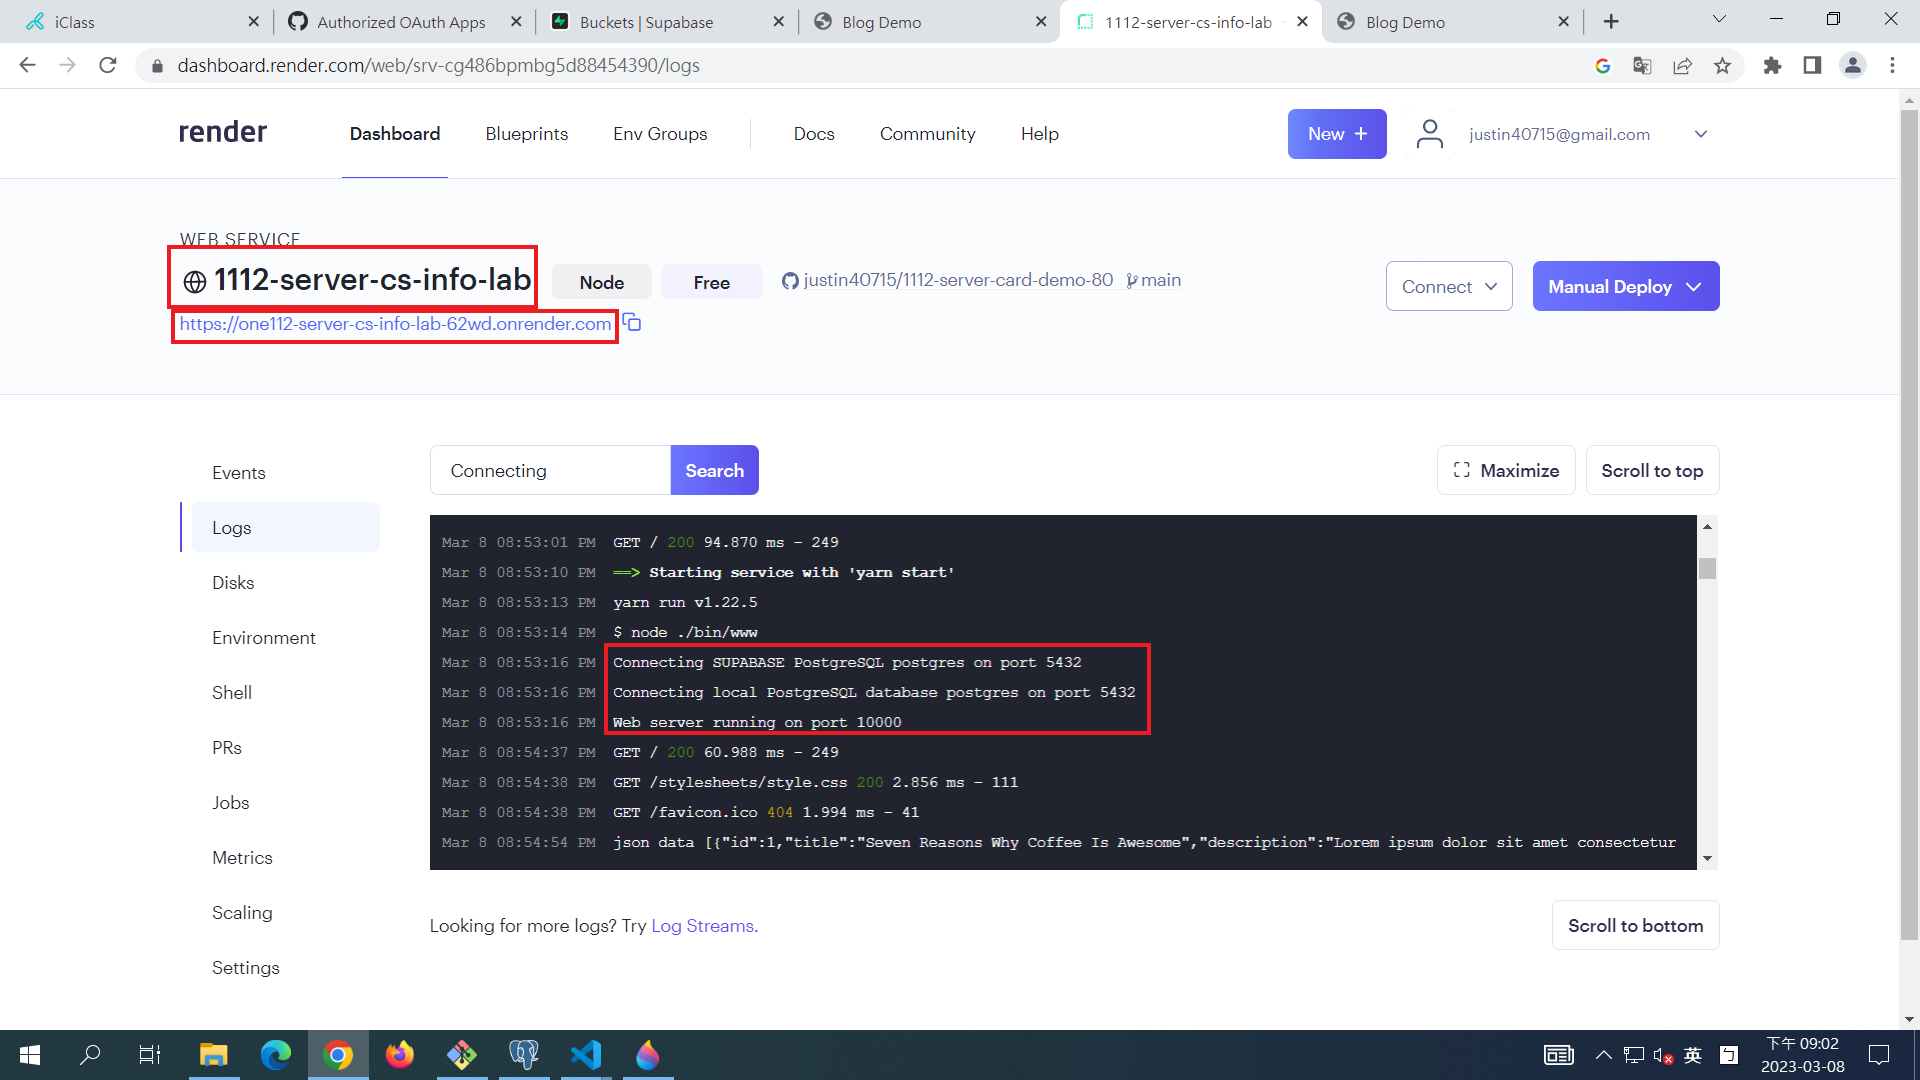 iClass
Authorized OAuth Apps
Buckets | Supabase
Blog Demo
1112-server-cs-info-lab
Blog Demo
dashboard.render.com/web/srv-cg486bpmbg5d88454390/logs
render
Dashboard
Blueprints
Env Groups
Docs
Community
Help
New +
justin40715@gmail.com
WEB SERVICE
1112-server-cs-info-lab
Node
Free
justin40715/1112-server-card-demo-80
main
Connect
Manual Deploy
https://one112-server-cs-info-lab-62wd.onrender.com
Events
Logs
Disks
Environment
Shell
PRs
Jobs
Metrics
Scaling
Settings
Connecting
Search
Maximize
Scroll to top
Mar 8 08:53:01 PM GET / 200 94.870 ms - 249
Mar 8 08:53:10 PM ==> Starting service with 'yarn start'
Mar 8 08:53:13 PM yarn run v1.22.5
Mar 8 08:53:14 PM $ node ./bin/www
Mar 8 08:53:16 PM Connecting SUPABASE PostgreSQL postgres on port 5432
Mar 8 08:53:16 PM Connecting local PostgreSQL database postgres on port 5432
Mar 8 08:53:16 PM Web server running on port 10000
Mar 8 08:54:37 PM GET / 200 60.988 ms - 249
Mar 8 08:54:38 PM GET /stylesheets/style.css 200 2.856 ms - 111
Mar 8 08:54:38 PM GET /favicon.ico 404 1.994 ms - 41
Mar 8 08:54:54 PM json data [{"id":1,"title":"Seven Reasons Why Coffee Is Awesome","description":"Lorem ipsum dolor sit amet consectetur
Looking for more logs? Try Log Streams.
Scroll to bottom
英
ㄅ
下午 09:02
2023-03-08